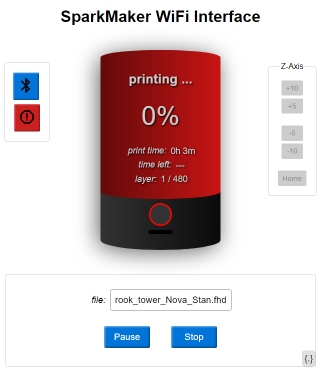 SparkMaker WiFi Interface
printing ...
0%
print time: 0h 3m
time left: ---
layer: 1 / 480
Z-Axis
+10
+5
-5
-10
Home
file: rook_tower_Nova_Stan.fhd
Pause
Stop
{.}